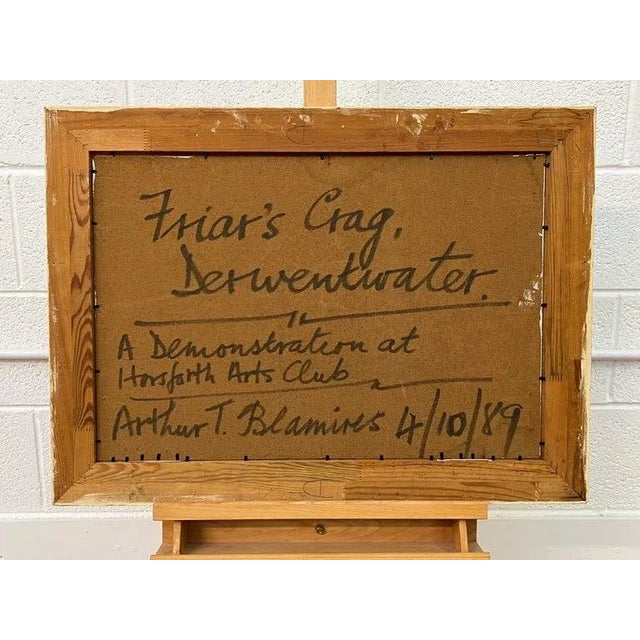 Friar's Crag,
Derwentwater.
A Demonstration at
Horsforth Arts Club
Arthur T. Blamires 4/10/89